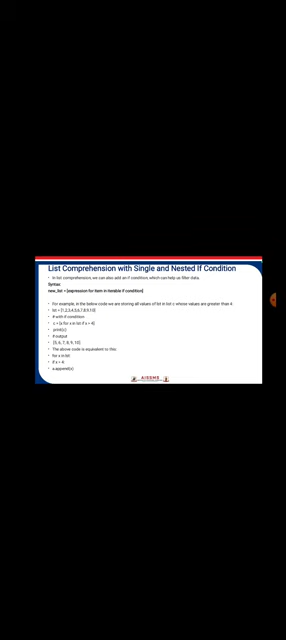 List Comprehension with Single and Nested If Condition
• In list comprehension, we can also add an if condition, which can help us filter data.
Syntax
new_list = [expression for item in iterable if condition]
• For example, in the below code we are storing all values of list in list c whose values are greater than 4
• list = [1,2,3,4,5,6,7,8,9,10]
• # with if condition
• c = [x for x in list if x > 4]
• print(c)
• # output
• [5, 6, 7, 8, 9, 10]
• The above code is equivalent to this:
• for x in list:
• if x > 4:
• a.append(x)